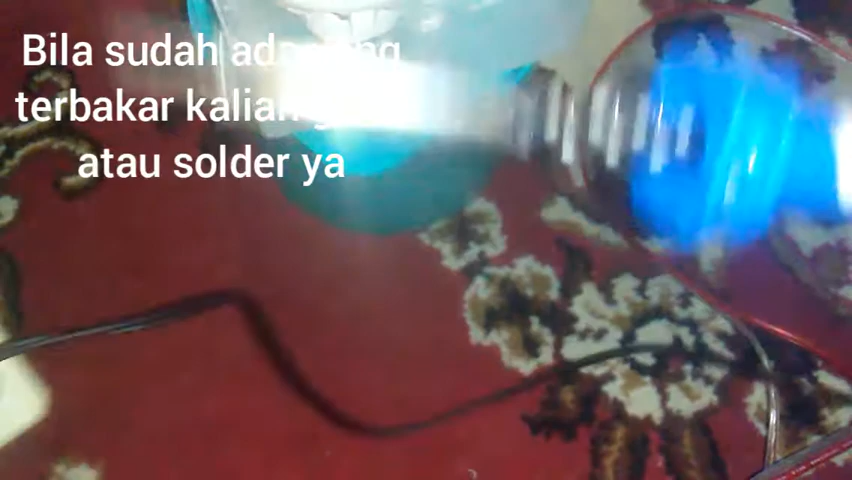 Bila sudah
terbakar kalian
atau solder ya